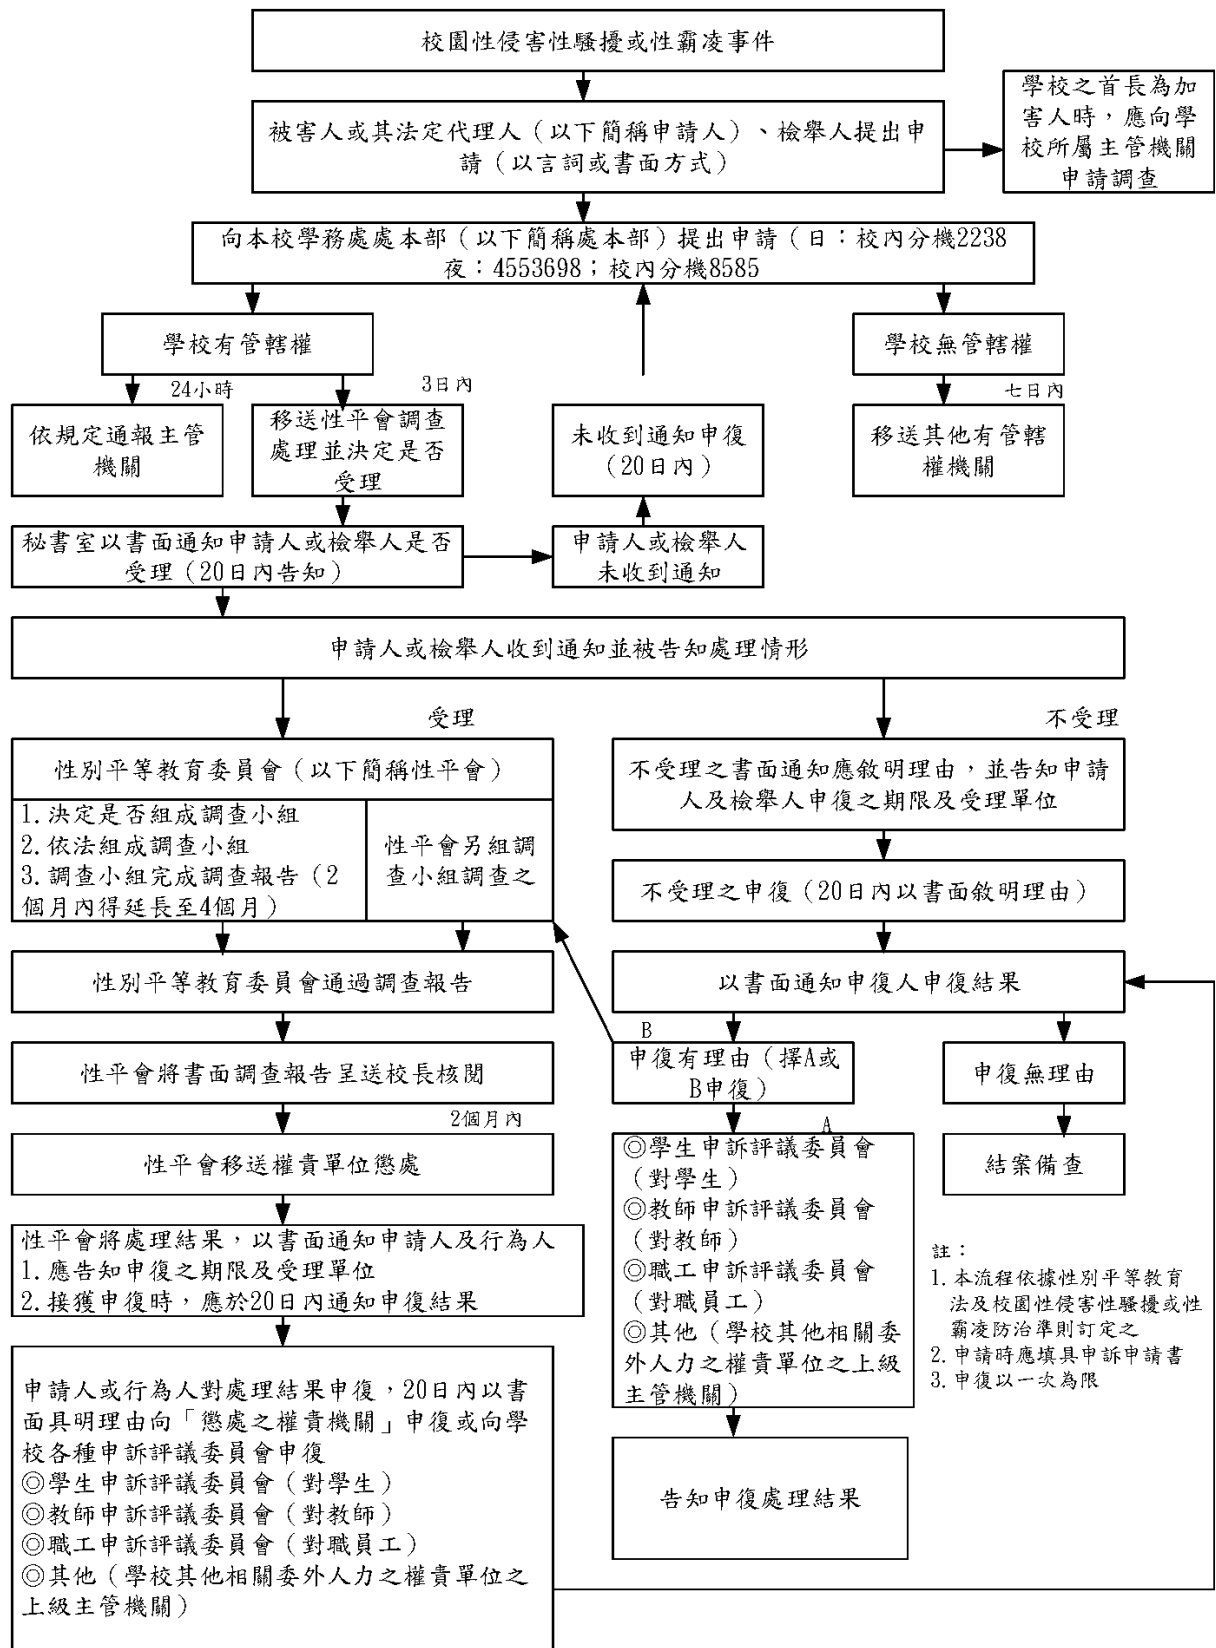 校園性侵害性騷擾或性霸凌事件
被害人或其法定代理人（以下簡稱申請人）、檢舉人提出申
請（以言詞或書面方式）
學校之首長為加
害人時，應向學
校所屬主管機關
申請調查
向本校學務處處本部（以下簡稱處本部）提出申請（日：校內分機2238
夜：4553698；校內分機8585
學校有管轄權
學校無管轄權
24小時
3日內
七日內
依規定通報主管
機關
移送性平會調查
處理並決定是否
受理
未收到通知申復
（20日內）
移送其他有管轄
權機關
秘書室以書面通知申請人或檢舉人是否
受理（20日內告知）
申請人或檢舉人
未收到通知
申請人或檢舉人收到通知並被告知處理情形
受理
不受理
性別平等教育委員會（以下簡稱性平會）
1.決定是否組成調查小組
2.依法組成調查小組
3.調查小組完成調查報告（2
個月內得延長至4個月）
性平會另組調
查小組調查之
不受理之書面通知應敘明理由，並告知申請
人及檢舉人申復之期限及受理單位
不受理之申復（20日內以書面敘明理由）
性別平等教育委員會通過調查報告
以書面通知申復人申復結果
B
性平會將書面調查報告呈送校長核閱
申復有理由（擇A或
B申復）
申復無理由
2個月內
A
性平會移送權責單位懲處
◎學生申訴評議委員會
（對學生）
◎教師申訴評議委員會
（對教師）
◎職工申訴評議委員會
（對職員工）
◎其他（學校其他相關委
外人力之權責單位之上級
主管機關）
結案備查
性平會將處理結果，以書面通知申請人及行為人
1.應告知申復之期限及受理單位
2.接獲申復時，應於20日內通知申復結果
註：
1.本流程依據性別平等教育
法及校園性侵害性騷擾或性
霸凌防治準則訂定之
2.申請時應填具申訴申請書
3.申復以一次為限
申請人或行為人對處理結果申復，20日內以書
面具明理由向「懲處之權責機關」申復或向學
校各種申訴評議委員會申復
◎學生申訴評議委員會（對學生）
◎教師申訴評議委員會（對教師）
◎職工申訴評議委員會（對職員工）
◎其他（學校其他相關委外人力之權責單位之
上級主管機關）
告知申復處理結果